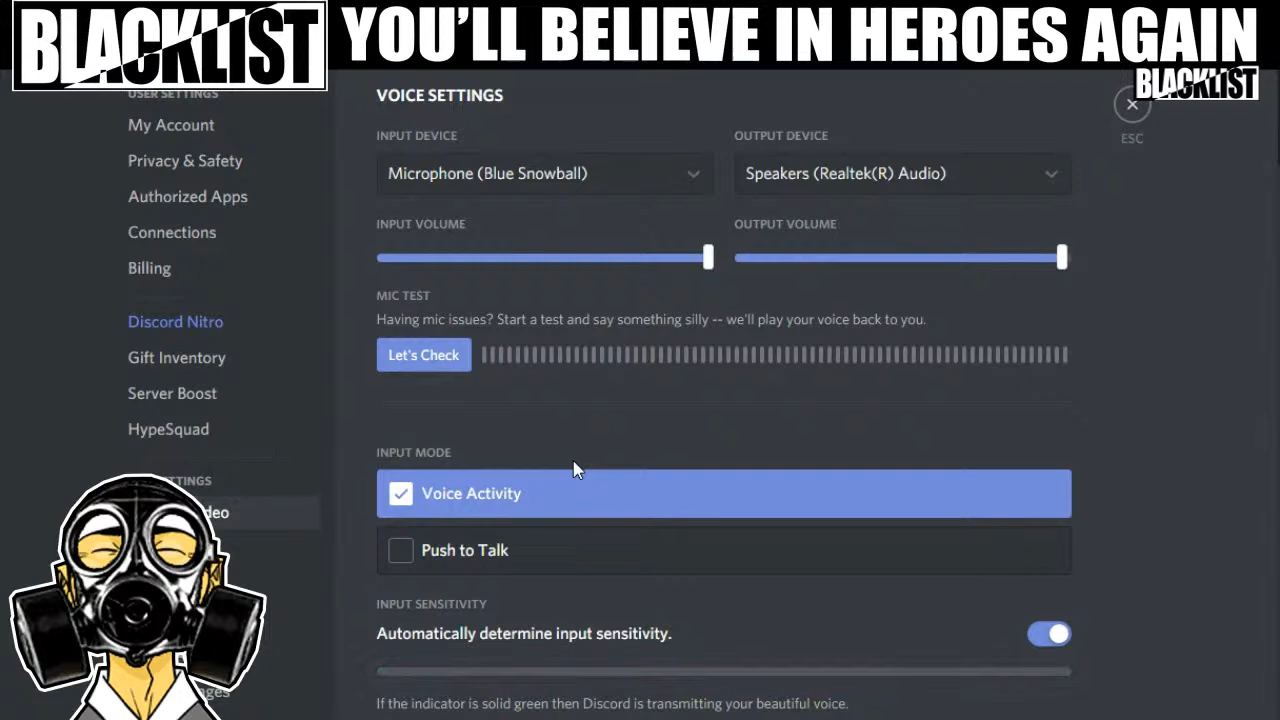 BLACKLIST YOU'LL BELIEVE IN HEROES AGAIN
BLACKLIST
USER SETTINGS
My Account
Privacy & Safety
Authorized Apps
Connections
Billing
Discord Nitro
Gift Inventory
Server Boost
HypeSquad
SETTINGS
VOICE SETTINGS
ESC
INPUT DEVICE
OUTPUT DEVICE
Microphone (Blue Snowball)
Speakers (Realtek(R) Audio)
INPUT VOLUME
OUTPUT VOLUME
MIC TEST
Having mic issues? Start a test and say something silly -- we'll play your voice back to you.
Let's Check
INPUT MODE
Voice Activity
Push to Talk
INPUT SENSITIVITY
Automatically determine input sensitivity.
If the indicator is solid green then Discord is transmitting your beautiful voice.